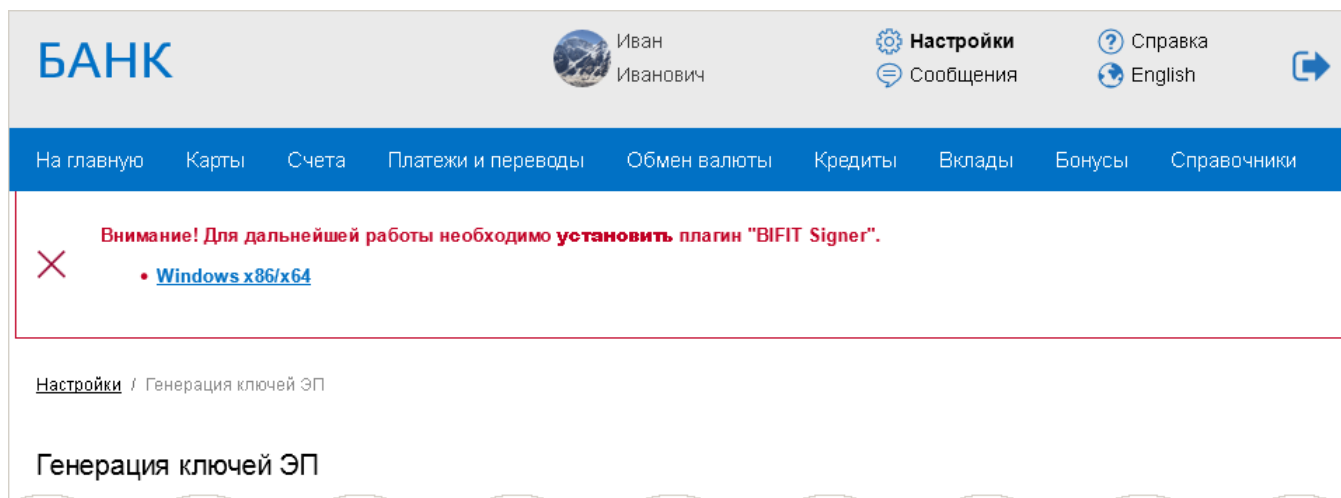 БАНК
Иван
Иванович
Настройки
Сообщения
Справка
English
На главную Карты Счета Платежи и переводы Обмен валюты Кредиты Вклады Бонусы Справочники
Внимание! Для дальнейшей работы необходимо установить плагин "BIFIT Signer".
• Windows x86/x64
Настройки / Генерация ключей ЭП
Генерация ключей ЭП